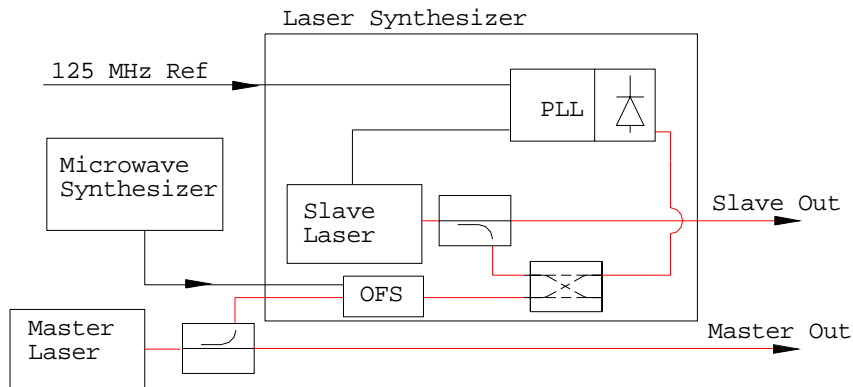 Laser Synthesizer
125 MHz Ref
PLL
Microwave
Synthesizer
Slave
Laser
Slave Out
OFS
Master
Laser
Master Out